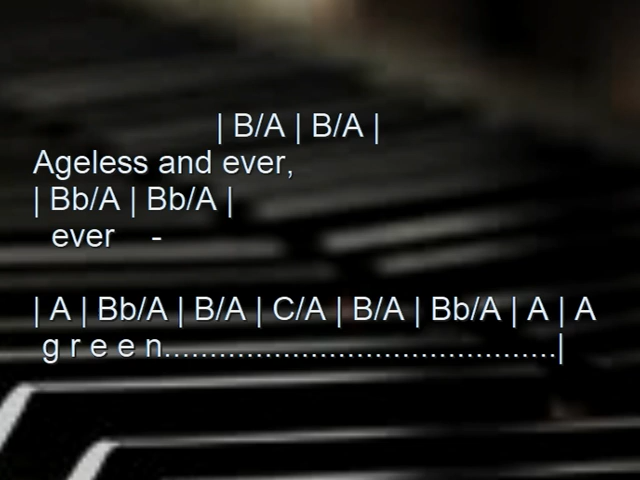 | B/A | B/A |
Ageless and ever,
| Bb/A | Bb/A |
ever -
| A | Bb/A | B/A | C/A | B/A | Bb/A | A | A
g r e e n...........................................|